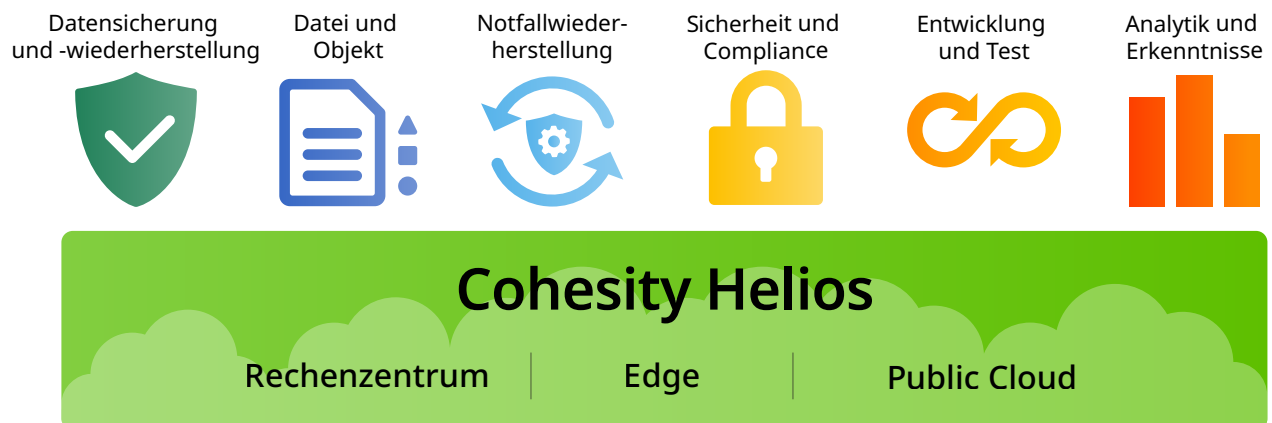 Datensicherung
und -wiederherstellung
Datei und
Objekt
Notfallwieder-
herstellung
Sicherheit und
Compliance
Entwicklung
und Test
Analytik und
Erkenntnisse
Cohesity Helios
Rechenzentrum
Edge
Public Cloud